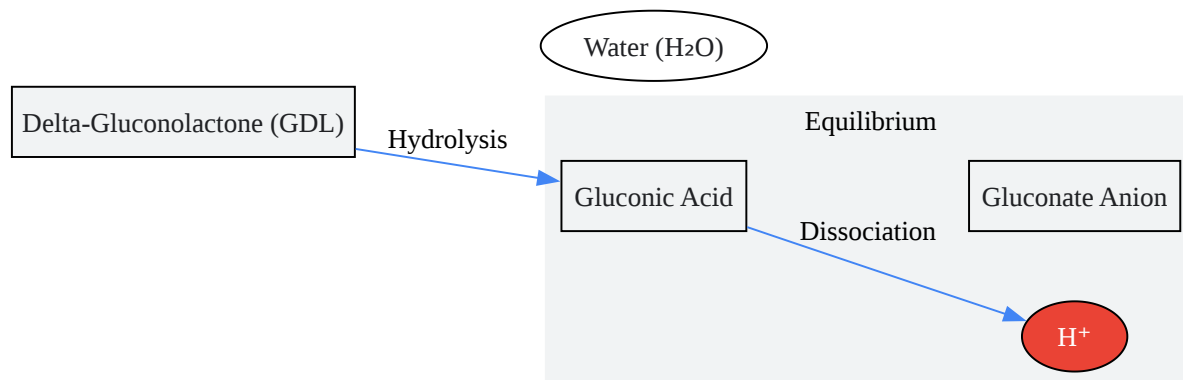 Water (H₂O)
Delta-Gluconolactone (GDL)
Hydrolysis
Equilibrium
Gluconic Acid
Gluconate Anion
Dissociation
H⁺